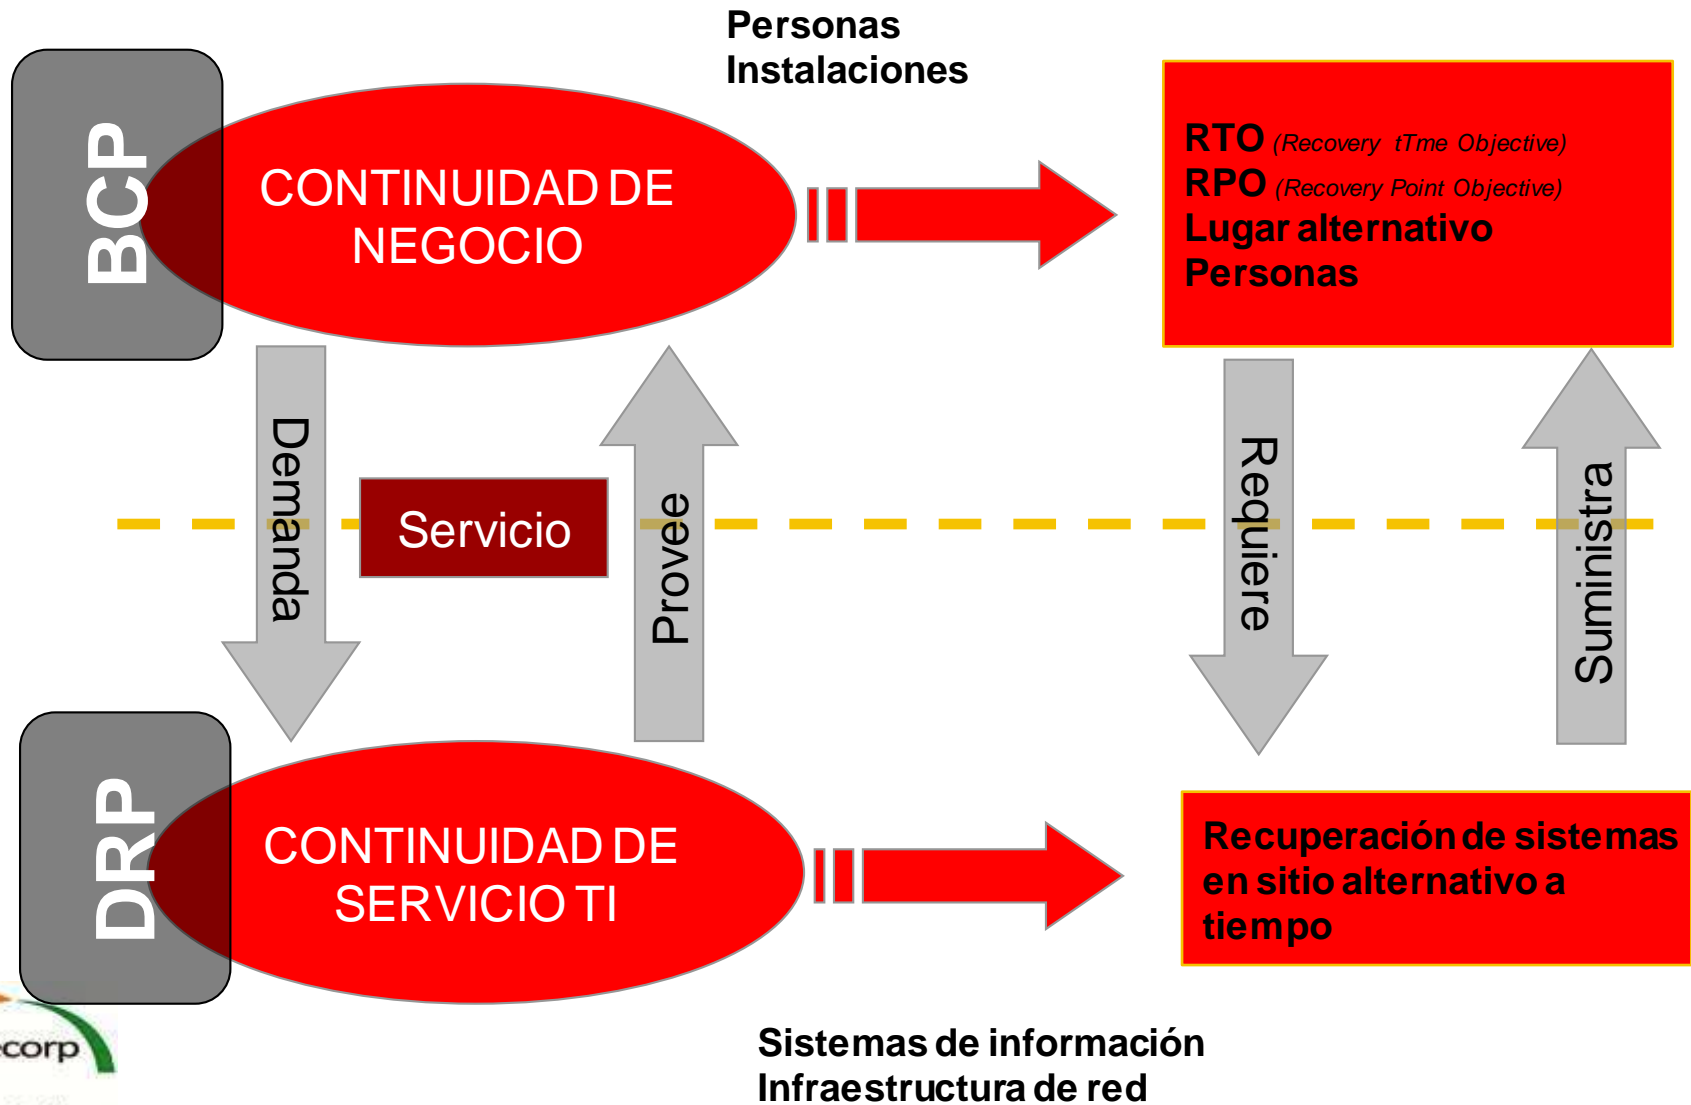 Personas
Instalaciones
BCP
CONTINUIDAD DE
NEGOCIO
RTO (Recovery tTme Objective)
RPO (Recovery Point Objective)
Lugar alternativo
Personas
Demanda
Servicio
Provee
Requiere
Suministra
DRP
CONTINUIDAD DE
SERVICIO TI
Recuperación de sistemas
en sitio alternativo a
tiempo
Sistemas de información
Infraestructura de red